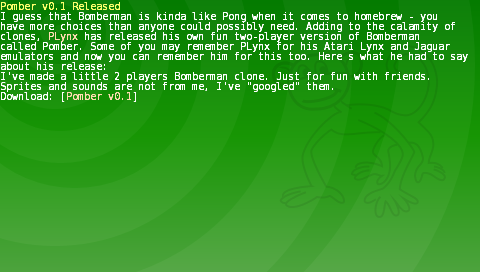 Pomber v0.1 Released
I guess that Bomberman is kinda like Pong when it comes to homebrew - you
have more choices than anyone could possibly need. Adding to the calamity of
clones, PLynx has released his own fun two-player version of Bomberman
called Pomber. Some of you may remember PLynx for his Atari Lynx and Jaguar
emulators and now you can remember him for this too. Here s what he had to say
about his release:
I've made a little 2 players Bomberman clone. Just for fun with friends.
Sprites and sounds are not from me, I've "googled" them.
Download: [Pomber v0.1]